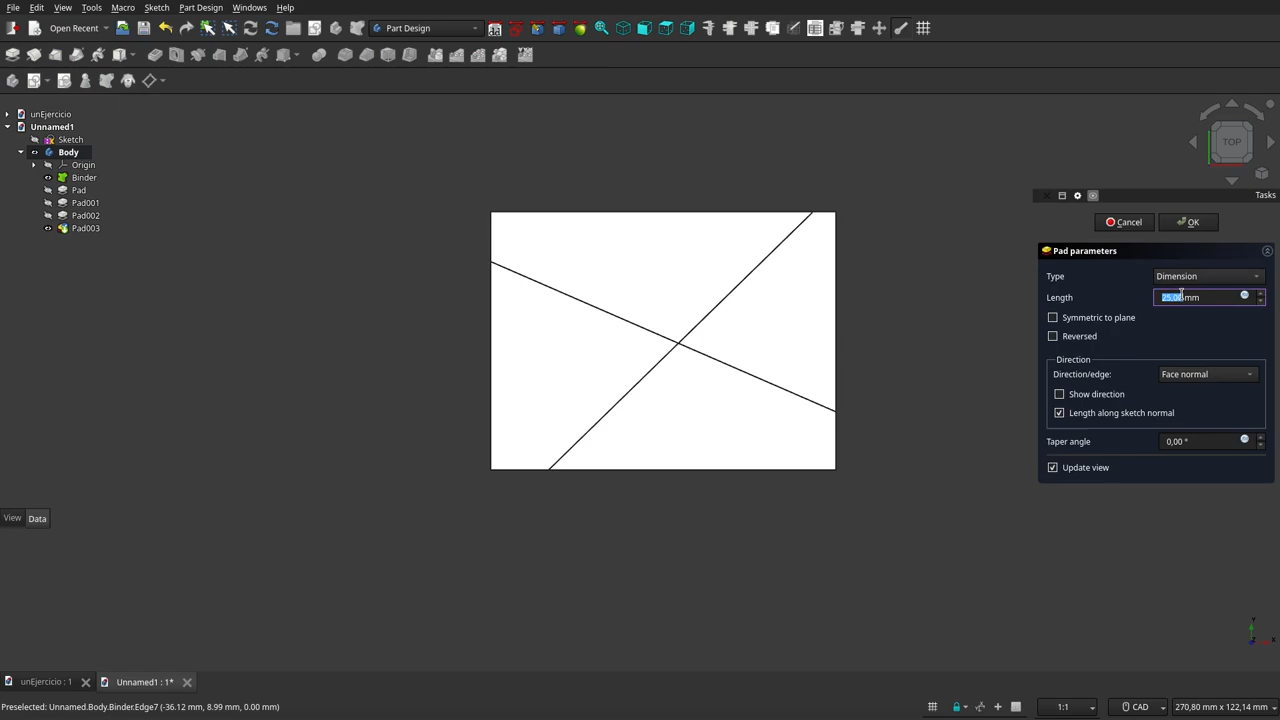 File Edit View Tools Macro Sketch Part Design Windows Help
Open Recent Part Design
TOP
unEjercicio
Unnamed1
Sketch
Body
Origin
Binder
Pad
Pad001
Pad002
Pad003
Tasks
Cancel OK
Pad parameters
Type Dimension
Length 25,00 mm
Symmetric to plane
Reversed
Direction
Direction/edge: Face normal
Show direction
Length along sketch normal
Taper angle 0,00 °
Update view
View Data
unEjercicio : 1 Unnamed1 : 1*
Preselected: Unnamed.Body.Binder.Edge7 (-36.12 mm, 8.99 mm, 0.00 mm) 1:1 CAD 270,80 mm x 122,14 mm